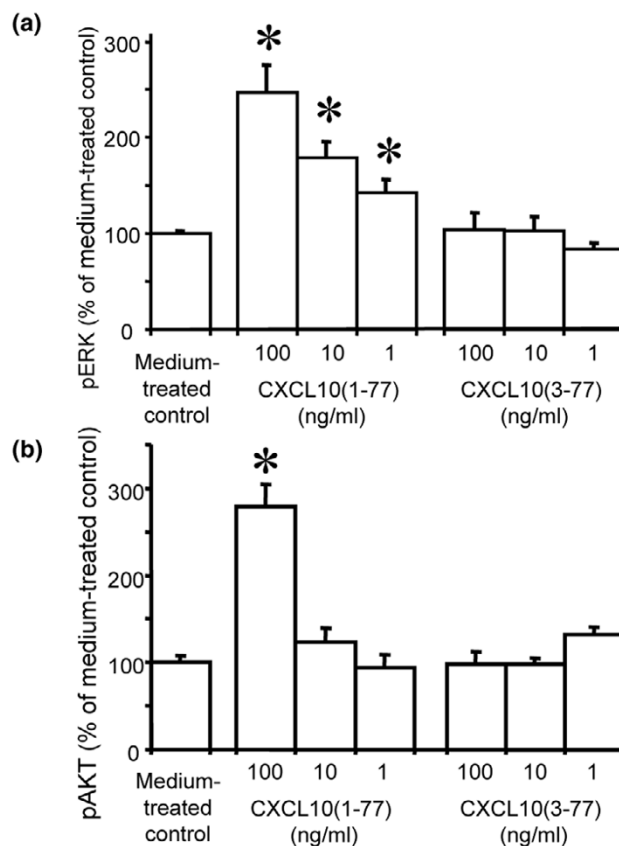 (a)
pERK (% of medium-treated control)
300
200
100
0
*
*
*
Medium-
treated
control
100 10 1
CXCL10(1-77)
(ng/ml)
100 10 1
CXCL10(3-77)
(ng/ml)
(b)
pAKT (% of medium-treated control)
300
200
100
0
*
Medium-
treated
control
100 10 1
CXCL10(1-77)
(ng/ml)
100 10 1
CXCL10(3-77)
(ng/ml)